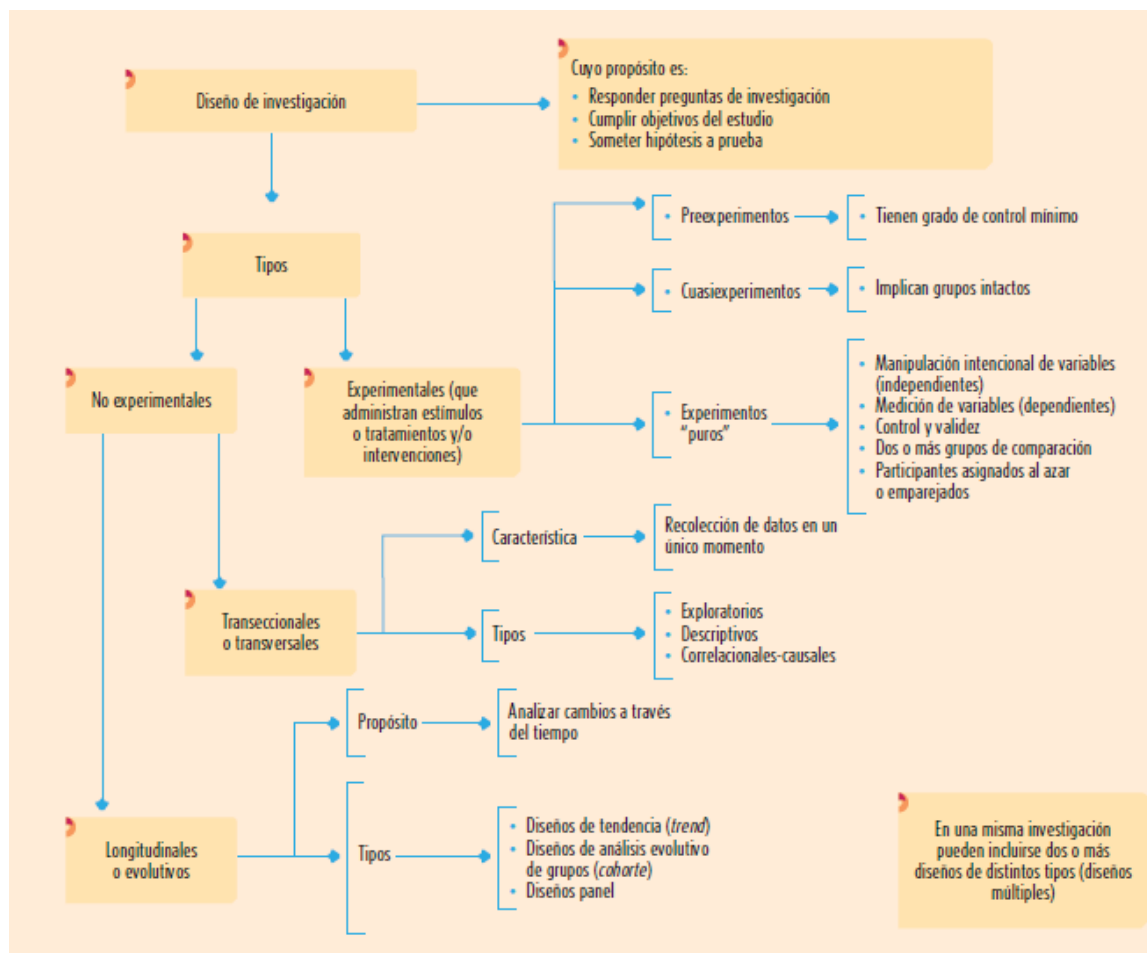 Diseño de investigación
Cuyo propósito es:
• Responder preguntas de investigación
• Cumplir objetivos del estudio
• Someter hipótesis a prueba
Tipos
• Preexperimentos
• Tienen grado de control mínimo
• Cuasiexperimentos
• Implican grupos intactos
No experimentales
Experimentales (que
administran estímulos
o tratamientos y/o
intervenciones)
• Experimentos
“puros”
• Manipulación intencional de variables
(independientes)
• Medición de variables (dependientes)
• Control y validez
• Dos o más grupos de comparación
• Participantes asignados al azar
o emparejados
Característica
Recolección de datos en un
único momento
Transeccionales
o transversales
Tipos
• Exploratorios
• Descriptivos
• Correlacionales-causales
Propósito
Analizar cambios a través
del tiempo
Longitudinales
o evolutivos
Tipos
• Diseños de tendencia (trend)
• Diseños de análisis evolutivo
de grupos (cohorte)
• Diseños panel
En una misma investigación
pueden incluirse dos o más
diseños de distintos tipos (diseños
múltiples)